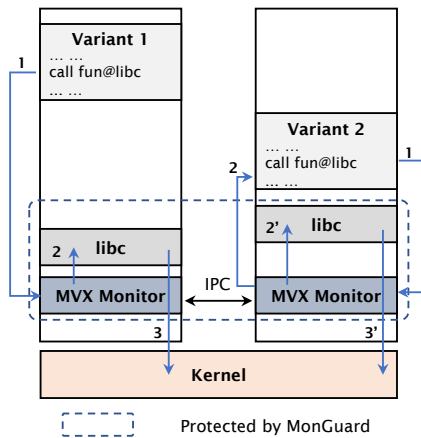 Variant 1
... ...
call fun@libc
... ...
1
Variant 2
... ...
call fun@libc
... ...
1
2
libc
2
libc
2'
MVX Monitor
IPC
MVX Monitor
3
3'
Kernel
Protected by MonGuard